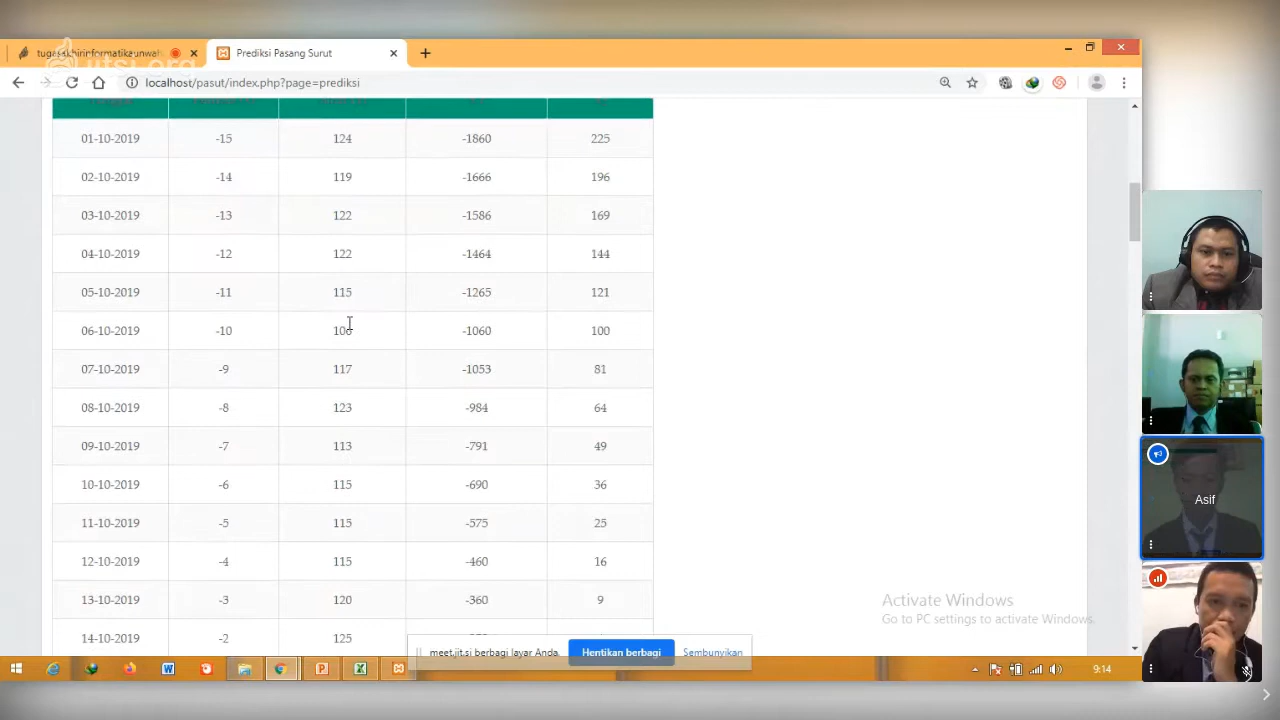 jitsi.org
tugasakhirinformatikaunwah
Prediksi Pasang Surut
localhost/pasut/index.php?page=prediksi
01-10-2019 -15 124 -1860 225
02-10-2019 -14 119 -1666 196
03-10-2019 -13 122 -1586 169
04-10-2019 -12 122 -1464 144
05-10-2019 -11 115 -1265 121
06-10-2019 -10 106 -1060 100
07-10-2019 -9 117 -1053 81
08-10-2019 -8 123 -984 64
09-10-2019 -7 113 -791 49
10-10-2019 -6 115 -690 36
11-10-2019 -5 115 -575 25
12-10-2019 -4 115 -460 16
13-10-2019 -3 120 -360 9
14-10-2019 -2 125
Activate Windows
Go to PC settings to activate Windows.
meet.jit.si berbagi layar Anda.
Hentikan berbagi
Sembunyikan
9:14
Asif